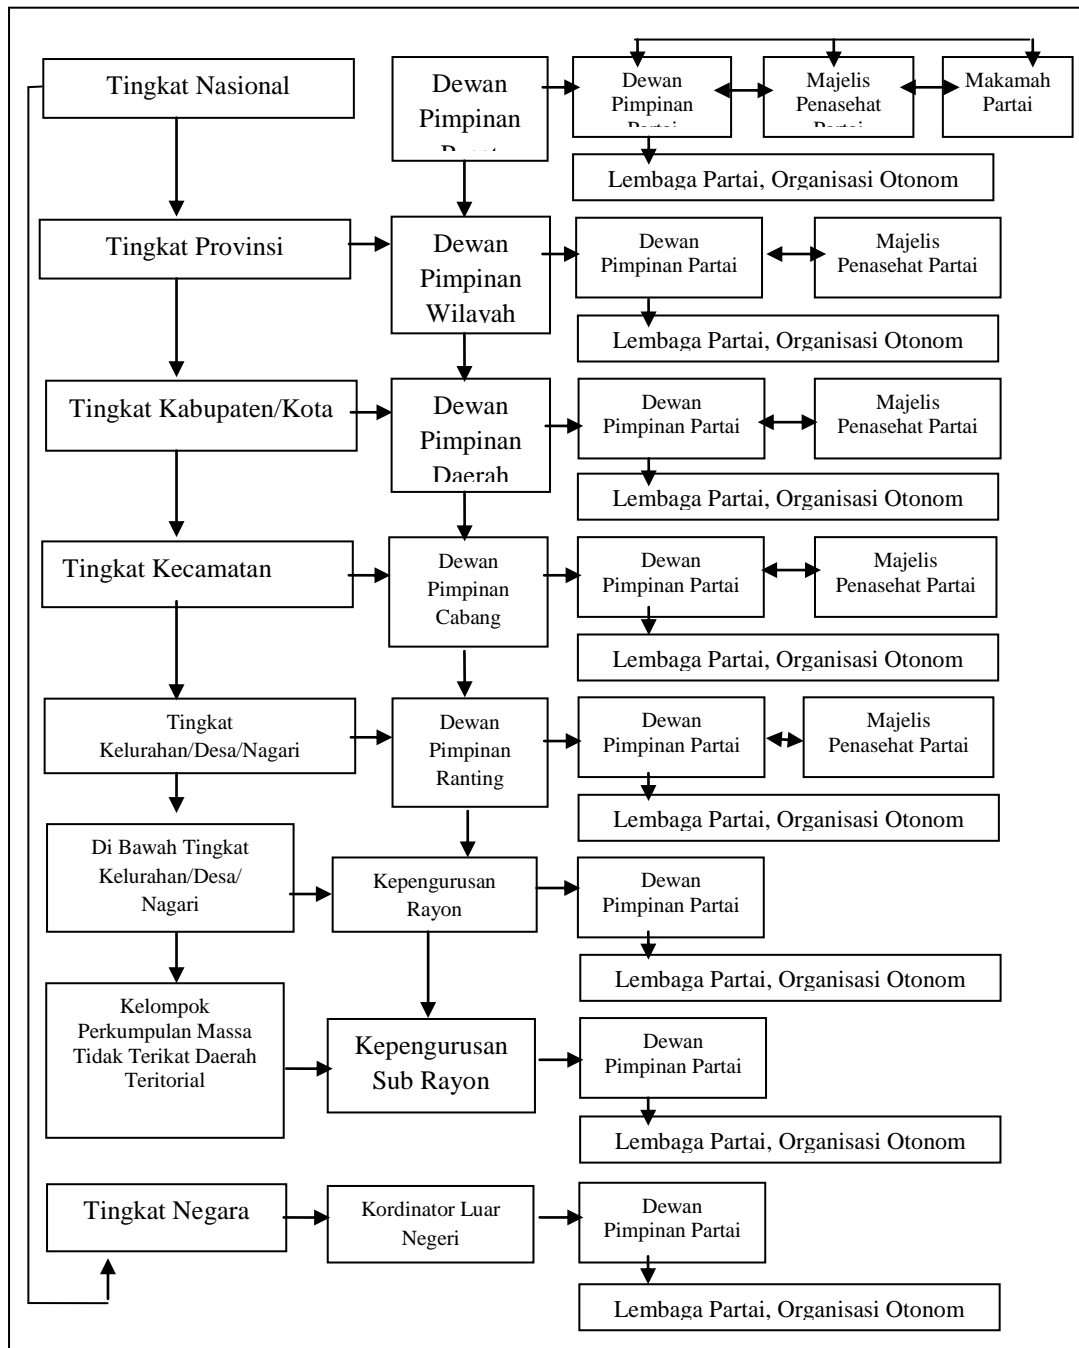 Tingkat Nasional
Dewan
Pimpinan
Dewan
Pimpinan
Partai
Majelis
Penasehat
Partai
Makamah
Partai
Lembaga Partai, Organisasi Otonom
Tingkat Provinsi
Dewan
Pimpinan
Wilayah
Dewan
Pimpinan Partai
Majelis
Penasehat Partai
Lembaga Partai, Organisasi Otonom
Tingkat Kabupaten/Kota
Dewan
Pimpinan
Daerah
Dewan
Pimpinan Partai
Majelis
Penasehat Partai
Lembaga Partai, Organisasi Otonom
Tingkat Kecamatan
Dewan
Pimpinan
Cabang
Dewan
Pimpinan Partai
Majelis
Penasehat Partai
Lembaga Partai, Organisasi Otonom
Tingkat
Kelurahan/Desa/Nagari
Dewan
Pimpinan
Ranting
Dewan
Pimpinan Partai
Majelis
Penasehat Partai
Lembaga Partai, Organisasi Otonom
Di Bawah Tingkat
Kelurahan/Desa/
Nagari
Kepengurusan
Rayon
Dewan
Pimpinan Partai
Lembaga Partai, Organisasi Otonom
Kelompok
Perkumpulan Massa
Tidak Terikat Daerah
Teritorial
Kepengurusan
Sub Rayon
Dewan
Pimpinan Partai
Lembaga Partai, Organisasi Otonom
Tingkat Negara
Kordinator Luar
Negeri
Dewan
Pimpinan Partai
Lembaga Partai, Organisasi Otonom